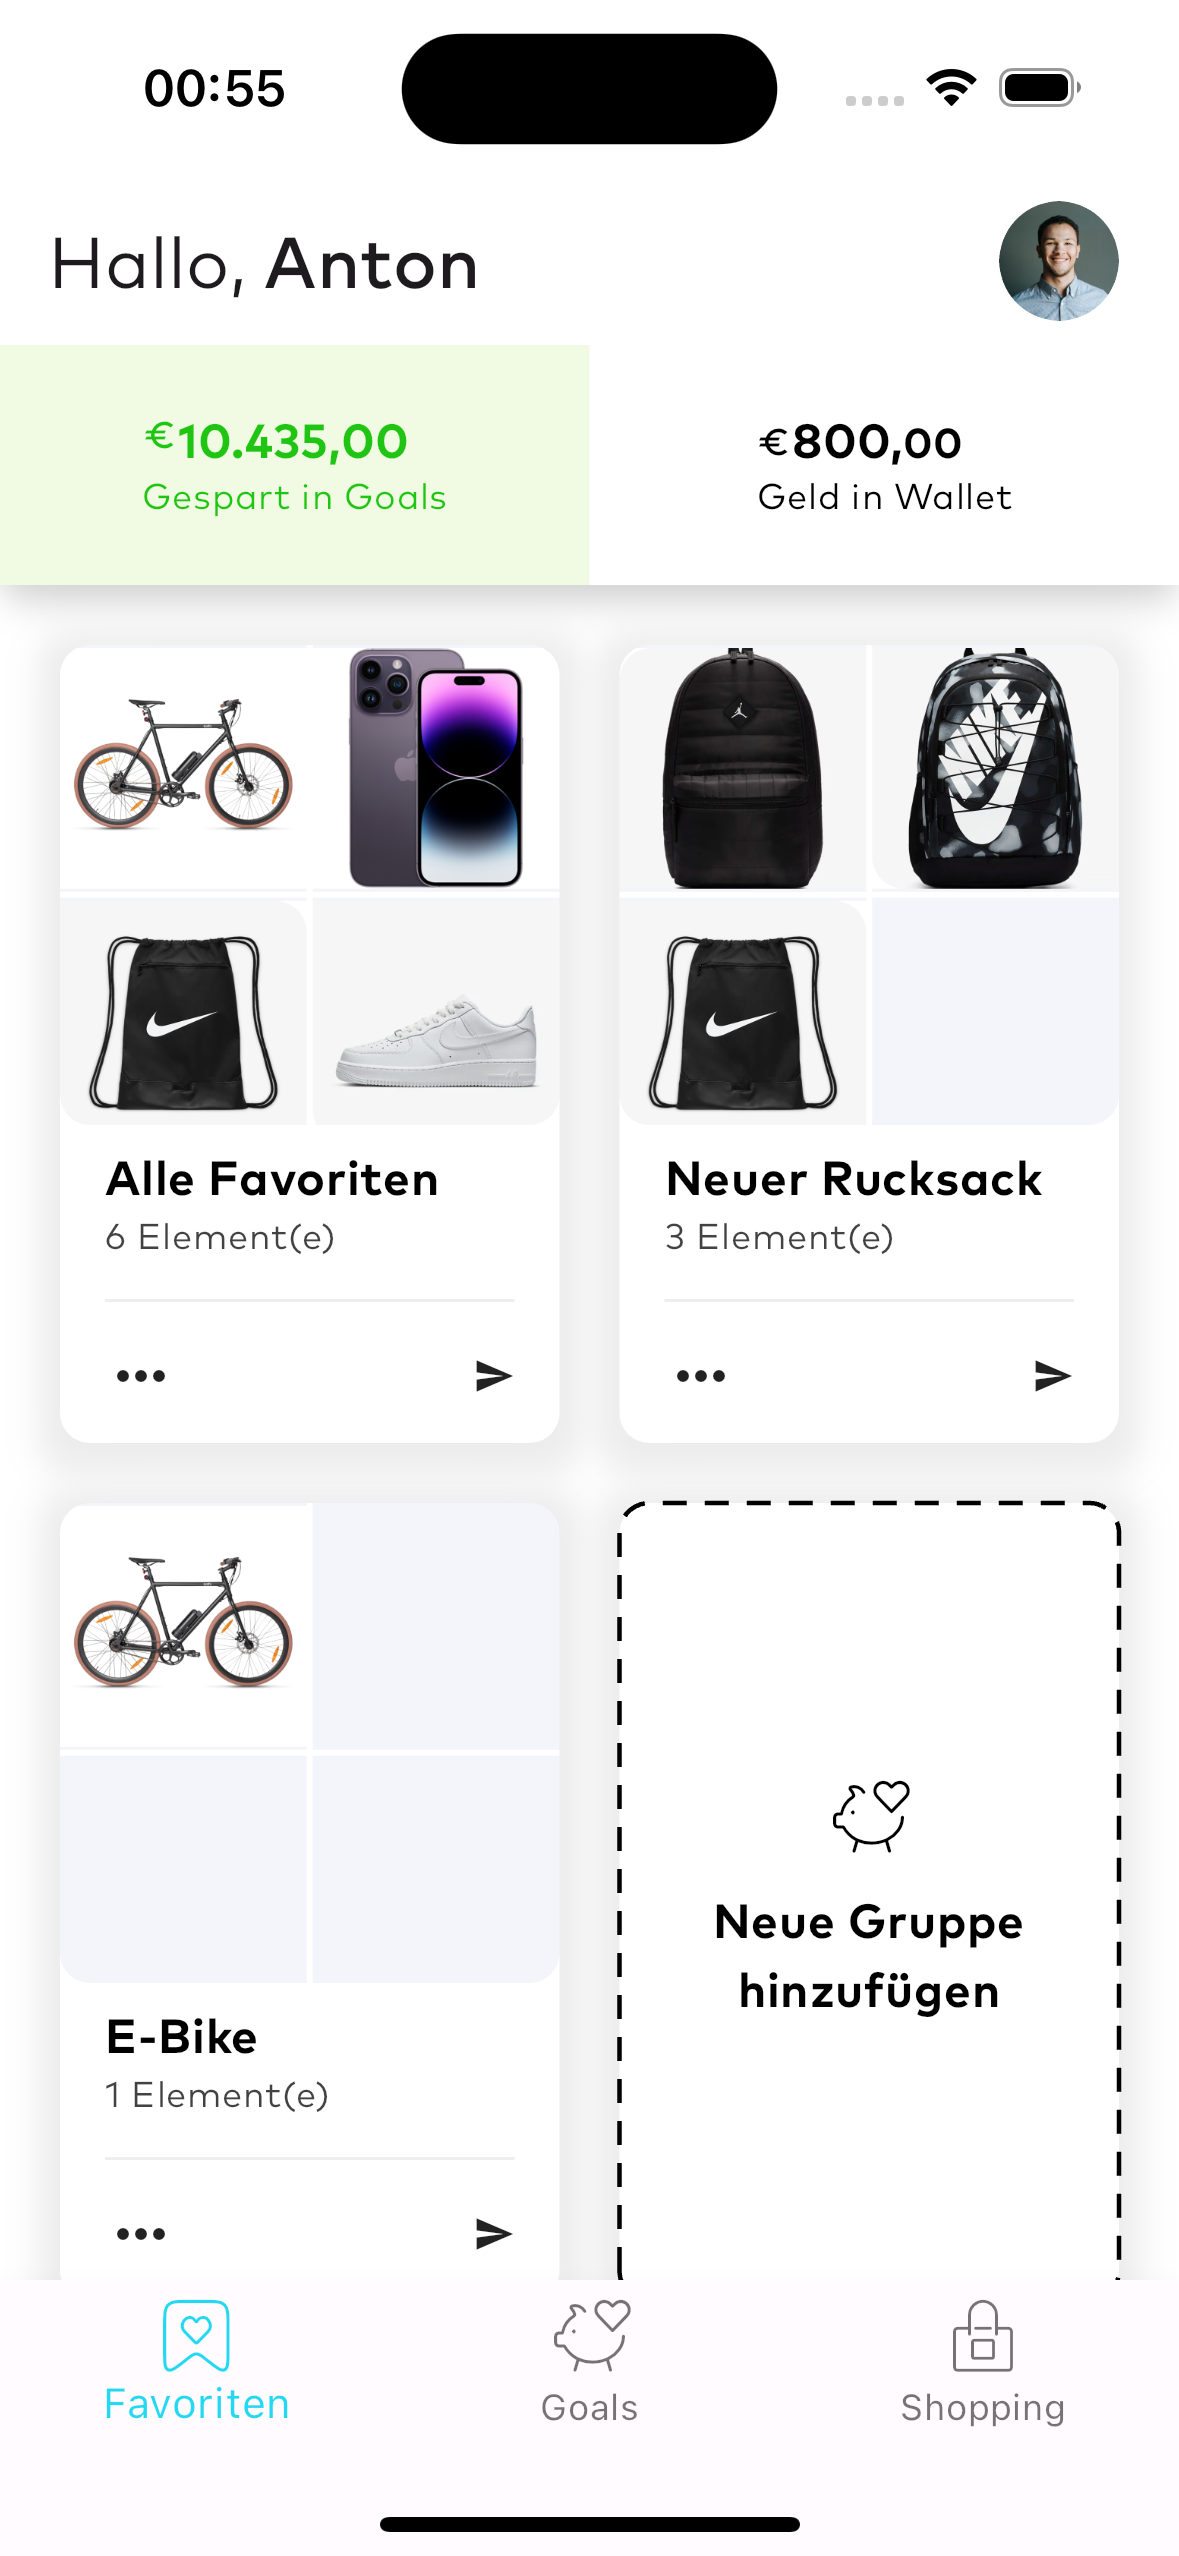 00:55
Hallo, Anton
€10.435,00
Gespart in Goals
€800,00
Geld in Wallet
Alle Favoriten
6 Element(e)
Neuer Rucksack
3 Element(e)
E-Bike
1 Element(e)
Neue Gruppe
hinzufügen
Favoriten
Goals
Shopping